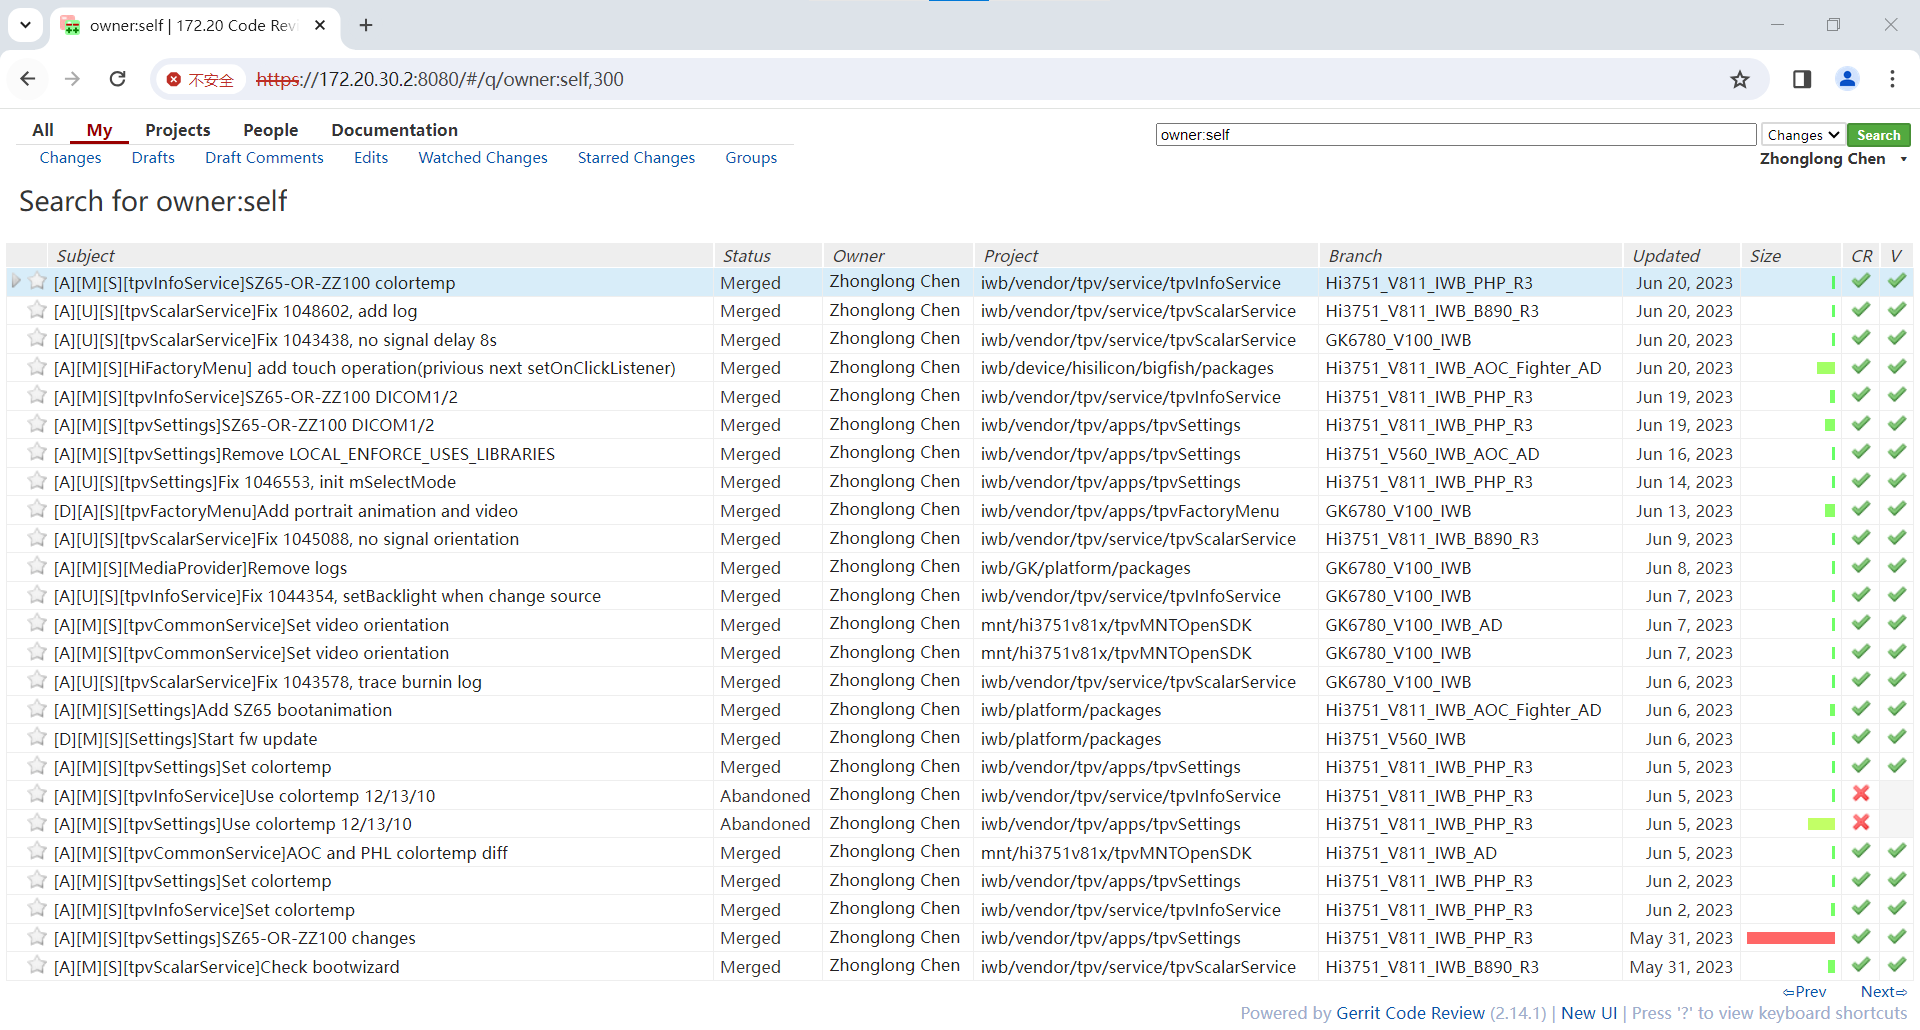 owner:self | 172.20 Code Revi
不安全 https://172.20.30.2:8080/#/q/owner:self,300
All My Projects People Documentation
owner:self Changes Search
Changes Drafts Draft Comments Edits Watched Changes Starred Changes Groups
Zhonglong Chen
Search for owner:self
Subject Status Owner Project Branch Updated Size CR V
[A][M][S][tpvInfoService]SZ65-OR-ZZ100 colortemp Merged Zhonglong Chen iwb/vendor/tpv/service/tpvInfoService Hi3751_V811_IWB_PHP_R3 Jun 20, 2023
[A][U][S][tpvScalarService]Fix 1048602, add log Merged Zhonglong Chen iwb/vendor/tpv/service/tpvScalarService Hi3751_V811_IWB_B890_R3 Jun 20, 2023
[A][U][S][tpvScalarService]Fix 1043438, no signal delay 8s Merged Zhonglong Chen iwb/vendor/tpv/service/tpvScalarService GK6780_V100_IWB Jun 20, 2023
[A][M][S][HiFactoryMenu] add touch operation(privious next setOnClickListener) Merged Zhonglong Chen iwb/device/hisilicon/bigfish/packages Hi3751_V811_IWB_AOC_Fighter_AD Jun 20, 2023
[A][M][S][tpvInfoService]SZ65-OR-ZZ100 DICOM1/2 Merged Zhonglong Chen iwb/vendor/tpv/service/tpvInfoService Hi3751_V811_IWB_PHP_R3 Jun 19, 2023
[A][M][S][tpvSettings]SZ65-OR-ZZ100 DICOM1/2 Merged Zhonglong Chen iwb/vendor/tpv/apps/tpvSettings Hi3751_V811_IWB_PHP_R3 Jun 19, 2023
[A][M][S][tpvSettings]Remove LOCAL_ENFORCE_USES_LIBRARIES Merged Zhonglong Chen iwb/vendor/tpv/apps/tpvSettings Hi3751_V560_IWB_AOC_AD Jun 16, 2023
[A][U][S][tpvSettings]Fix 1046553, init mSelectMode Merged Zhonglong Chen iwb/vendor/tpv/apps/tpvSettings Hi3751_V811_IWB_PHP_R3 Jun 14, 2023
[D][A][S][tpvFactoryMenu]Add portrait animation and video Merged Zhonglong Chen iwb/vendor/tpv/apps/tpvFactoryMenu GK6780_V100_IWB Jun 13, 2023
[A][U][S][tpvScalarService]Fix 1045088, no signal orientation Merged Zhonglong Chen iwb/vendor/tpv/service/tpvScalarService Hi3751_V811_IWB_B890_R3 Jun 9, 2023
[A][M][S][MediaProvider]Remove logs Merged Zhonglong Chen iwb/GK/platform/packages GK6780_V100_IWB Jun 8, 2023
[A][U][S][tpvInfoService]Fix 1044354, setBacklight when change source Merged Zhonglong Chen iwb/vendor/tpv/service/tpvInfoService GK6780_V100_IWB Jun 7, 2023
[A][M][S][tpvCommonService]Set video orientation Merged Zhonglong Chen mnt/hi3751v81x/tpvMNTOpenSDK GK6780_V100_IWB_AD Jun 7, 2023
[A][M][S][tpvCommonService]Set video orientation Merged Zhonglong Chen mnt/hi3751v81x/tpvMNTOpenSDK GK6780_V100_IWB Jun 7, 2023
[A][U][S][tpvScalarService]Fix 1043578, trace burnin log Merged Zhonglong Chen iwb/vendor/tpv/service/tpvScalarService GK6780_V100_IWB Jun 6, 2023
[A][M][S][Settings]Add SZ65 bootanimation Merged Zhonglong Chen iwb/platform/packages Hi3751_V811_IWB_AOC_Fighter_AD Jun 6, 2023
[D][M][S][Settings]Start fw update Merged Zhonglong Chen iwb/platform/packages Hi3751_V560_IWB Jun 6, 2023
[A][M][S][tpvSettings]Set colortemp Merged Zhonglong Chen iwb/vendor/tpv/apps/tpvSettings Hi3751_V811_IWB_PHP_R3 Jun 5, 2023
[A][M][S][tpvInfoService]Use colortemp 12/13/10 Abandoned Zhonglong Chen iwb/vendor/tpv/service/tpvInfoService Hi3751_V811_IWB_PHP_R3 Jun 5, 2023
[A][M][S][tpvSettings]Use colortemp 12/13/10 Abandoned Zhonglong Chen iwb/vendor/tpv/apps/tpvSettings Hi3751_V811_IWB_PHP_R3 Jun 5, 2023
[A][M][S][tpvCommonService]AOC and PHL colortemp diff Merged Zhonglong Chen mnt/hi3751v81x/tpvMNTOpenSDK Hi3751_V811_IWB_AD Jun 5, 2023
[A][M][S][tpvSettings]Set colortemp Merged Zhonglong Chen iwb/vendor/tpv/apps/tpvSettings Hi3751_V811_IWB_PHP_R3 Jun 2, 2023
[A][M][S][tpvInfoService]Set colortemp Merged Zhonglong Chen iwb/vendor/tpv/service/tpvInfoService Hi3751_V811_IWB_PHP_R3 Jun 2, 2023
[A][M][S][tpvSettings]SZ65-OR-ZZ100 changes Merged Zhonglong Chen iwb/vendor/tpv/apps/tpvSettings Hi3751_V811_IWB_PHP_R3 May 31, 2023
[A][M][S][tpvScalarService]Check bootwizard Merged Zhonglong Chen iwb/vendor/tpv/service/tpvScalarService Hi3751_V811_IWB_B890_R3 May 31, 2023
⇦Prev Next⇨
Powered by Gerrit Code Review (2.14.1) | New UI | Press '?' to view keyboard shortcuts